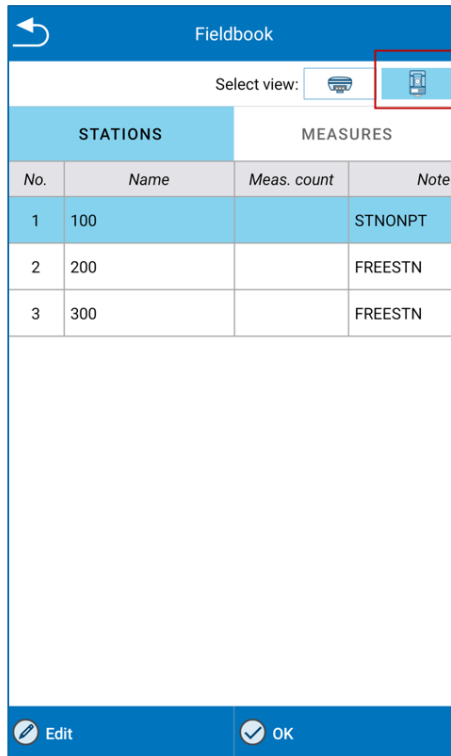 Fieldbook
Select view:
STATIONS MEASURES
No. Name Meas. count Note
1 100 STNONPT
2 200 FREESTN
3 300 FREESTN
Edit OK